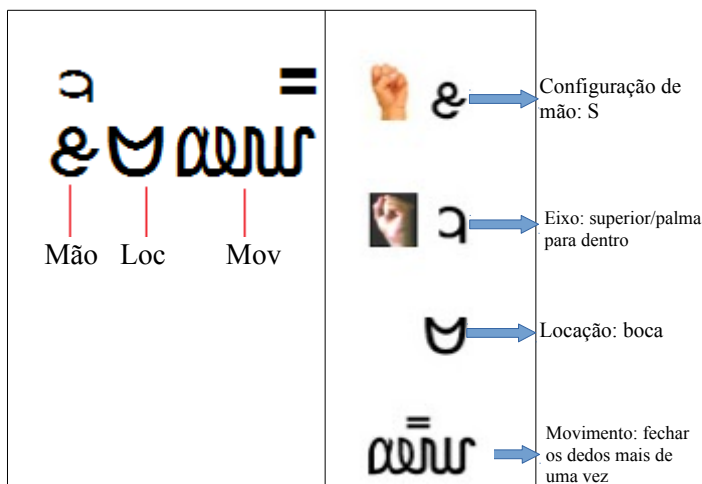 Mão Loc Mov
Configuração de
mão: S
Eixo: superior/palma
para dentro
Locação: boca
Movimento: fechar
os dedos mais de
uma vez